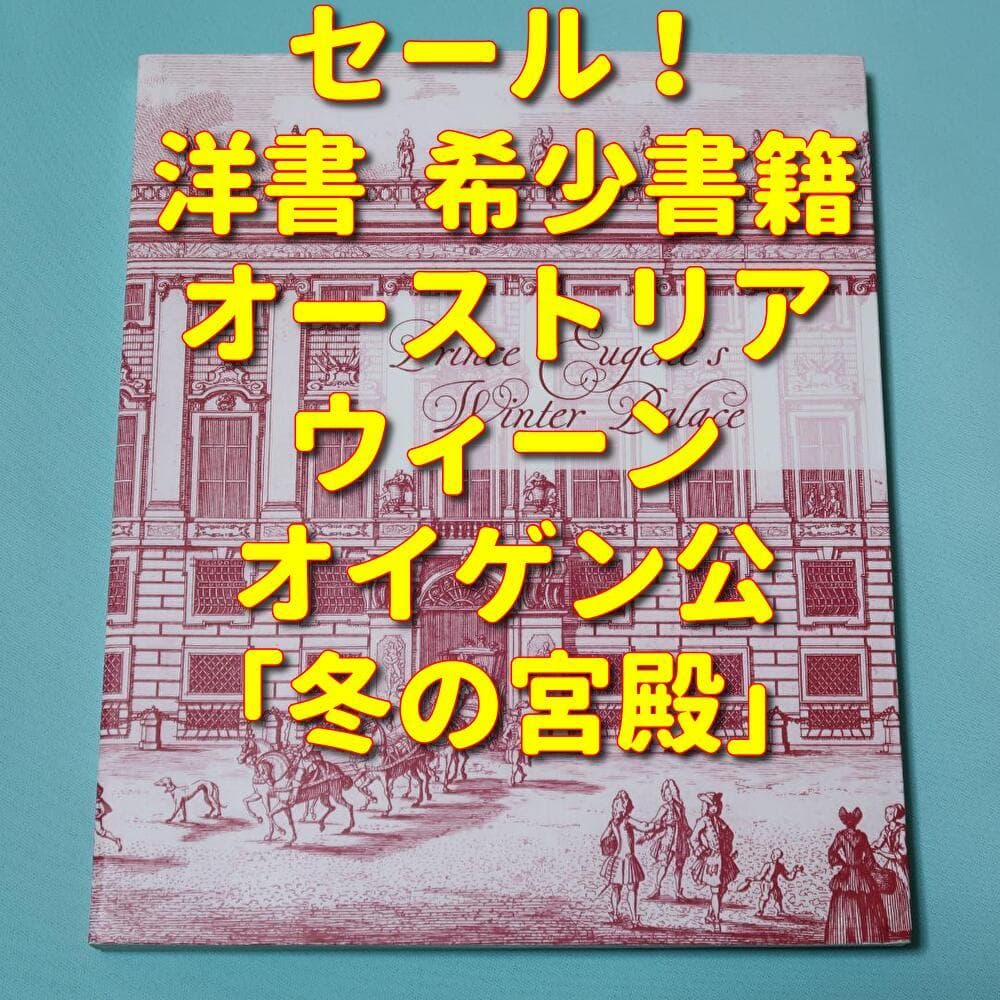 セール！
洋書 希少書籍
オーストリア
Prince Eugene's
Winter Palace
ウィーン
オイゲン公
「冬の宮殿」